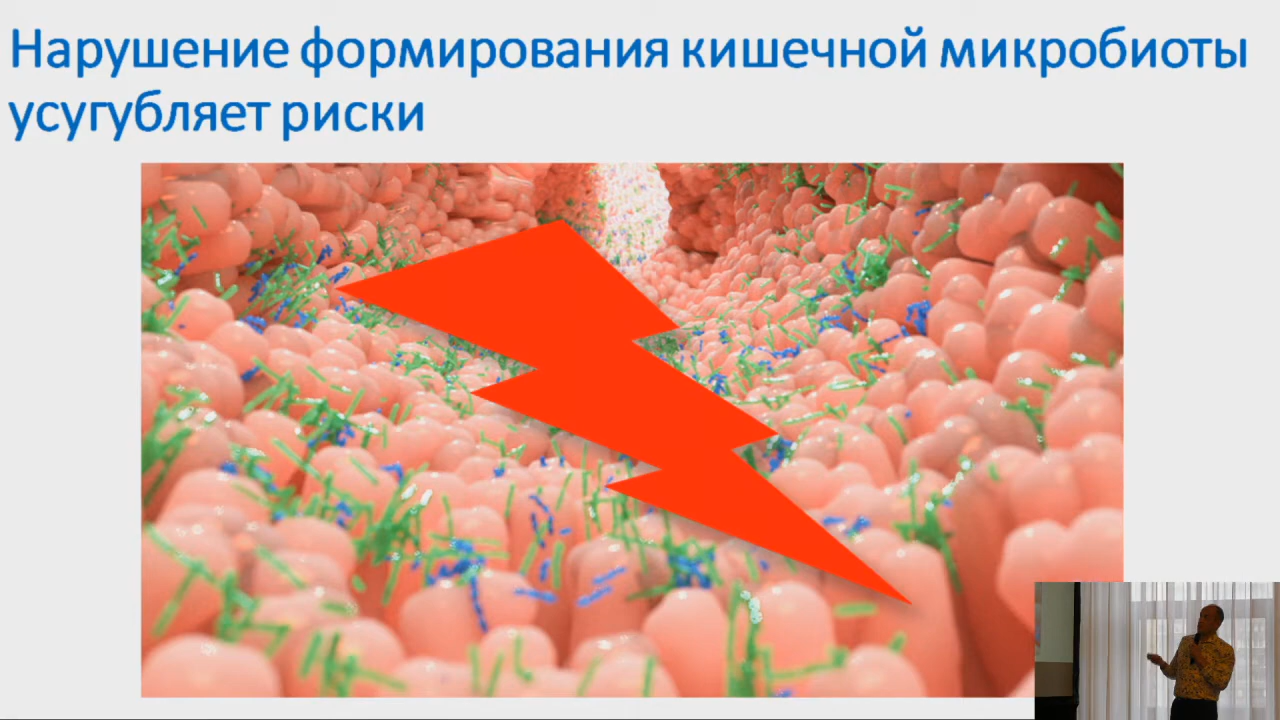 Нарушение формирования кишечной микробиоты
усугубляет риски